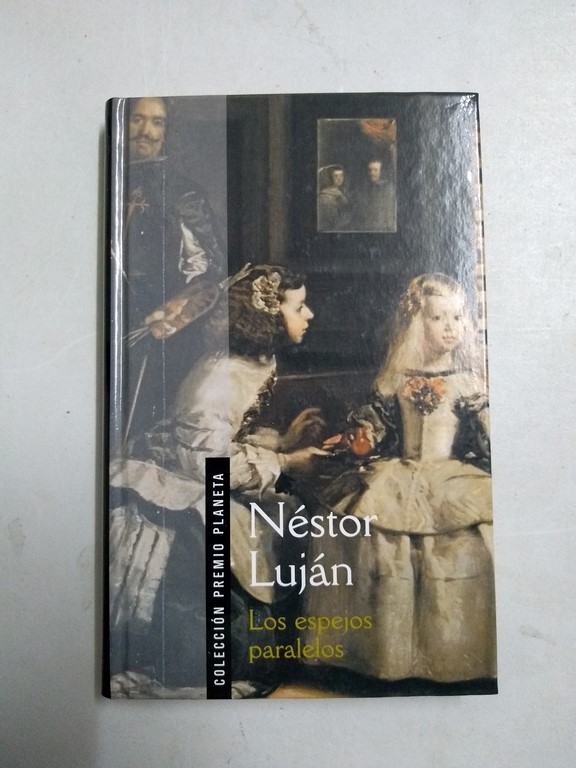 Néstor
Luján
Los espejos
paralelos
COLECCIÓN PREMIO PLANETA